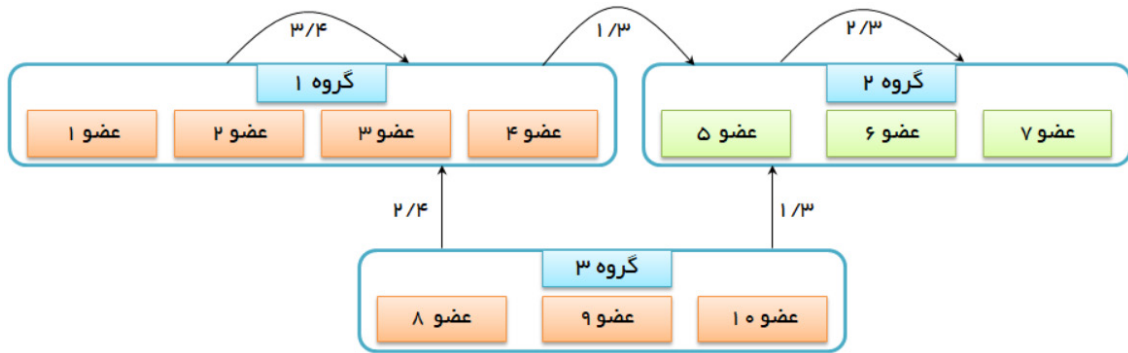 ۳/۴
۱/۳
۲/۳
گروه ۱
عضو ۱
عضو ۲
عضو ۳
عضو ۴
گروه ۲
عضو ۵
عضو ۶
عضو ۷
۲/۴
۱/۳
گروه ۳
عضو ۸
عضو ۹
عضو ۱۰